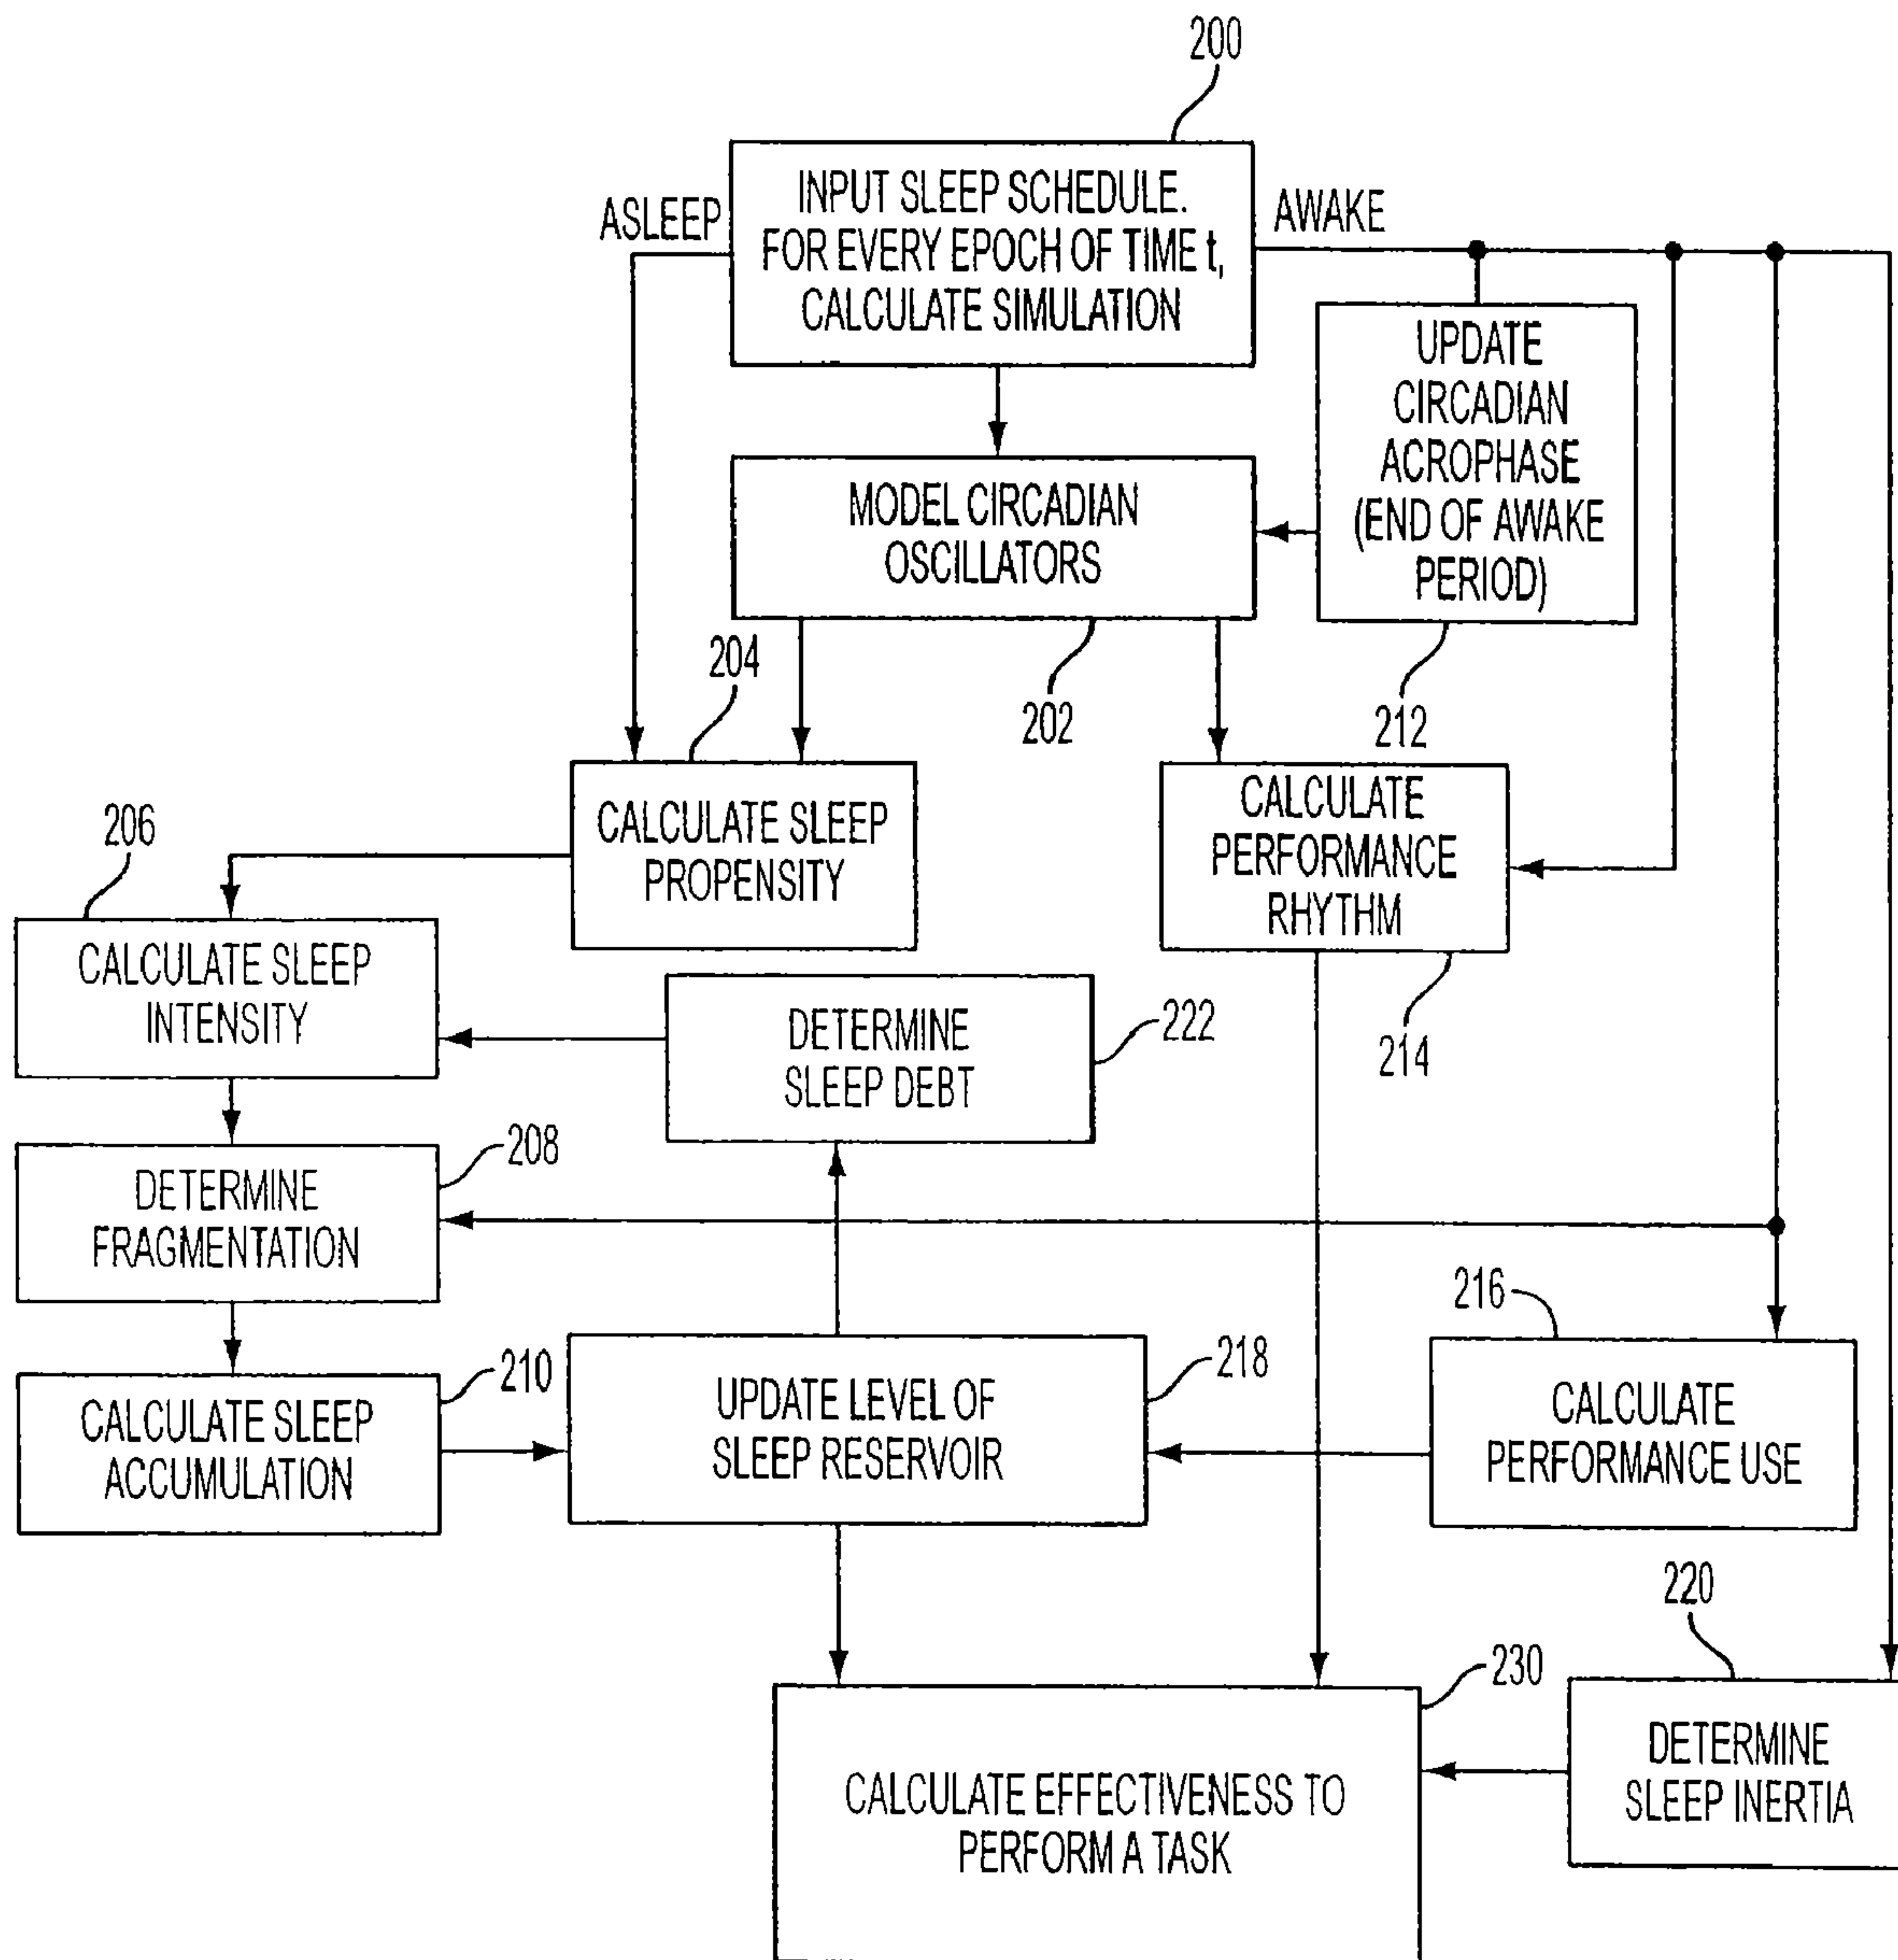 200
ASLEEP
INPUT SLEEP SCHEDULE.
FOR EVERY EPOCH OF TIME t,
CALCULATE SIMULATION
AWAKE
UPDATE
CIRCADIAN
ACROPHASE
(END OF AWAKE
PERIOD)
MODEL CIRCADIAN
OSCILLATORS
204
202
212
206
CALCULATE SLEEP
PROPENSITY
CALCULATE
PERFORMANCE
RHYTHM
CALCULATE SLEEP
INTENSITY
DETERMINE
SLEEP DEBT
222
214
208
DETERMINE
FRAGMENTATION
216
210
CALCULATE SLEEP
ACCUMULATION
UPDATE LEVEL OF
SLEEP RESERVOIR
218
CALCULATE
PERFORMANCE USE
220
230
CALCULATE EFFECTIVENESS TO
PERFORM A TASK
DETERMINE
SLEEP INERTIA